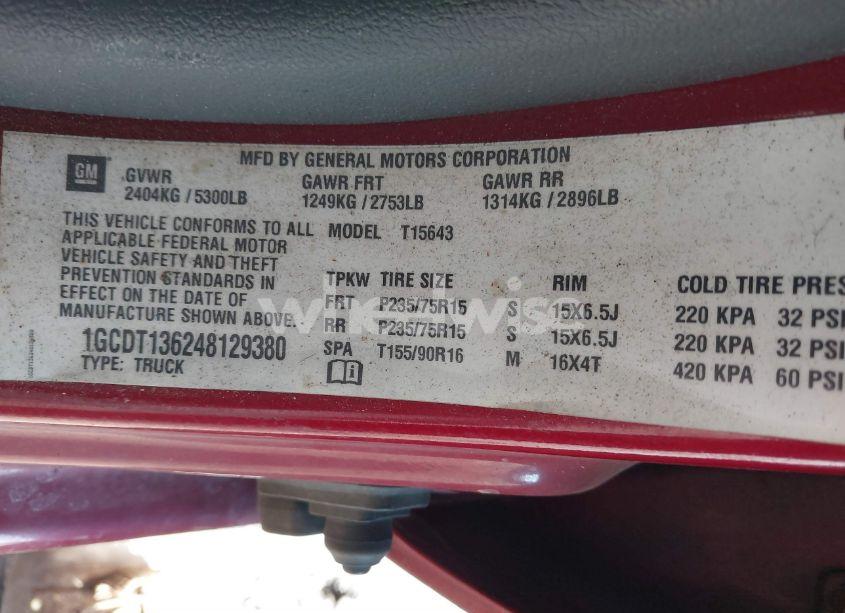 MFD BY GENERAL MOTORS CORPORATION
GM
GVWR GAWR FRT GAWR RR
2404KG / 5300LB 1249KG / 2753LB 1314KG / 2896LB
THIS VEHICLE CONFORMS TO ALL MODEL T15643
APPLICABLE FEDERAL MOTOR
VEHICLE SAFETY AND THEFT
PREVENTION STANDARDS IN
EFFECT ON THE DATE OF
MANUFACTURE SHOWN ABOVE.
1GCDT136248129380
TYPE: TRUCK
TPKW TIRE SIZE RIM COLD TIRE PRES
FRT P235/75R15 S 15X6.5J 220 KPA 32 PSI
RR P235/75R15 S 15X6.5J 220 KPA 32 PSI
SPA T155/90R16 M 16X4T 420 KPA 60 PSI